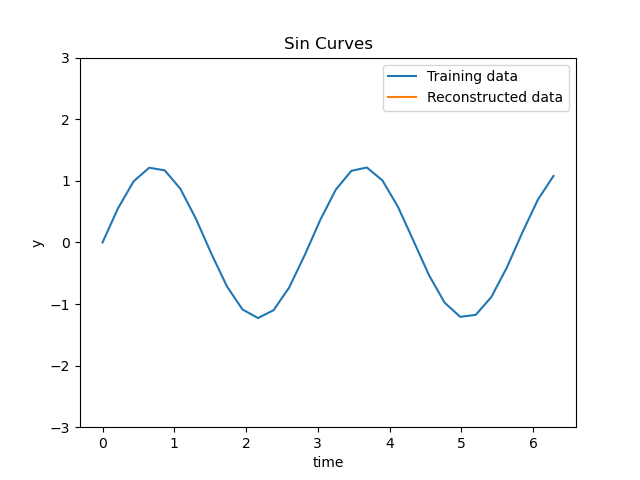 Sin Curves
Training data
Reconstructed data
3
2
1
0
−1
−2
−3
y
0 1 2 3 4 5 6
time